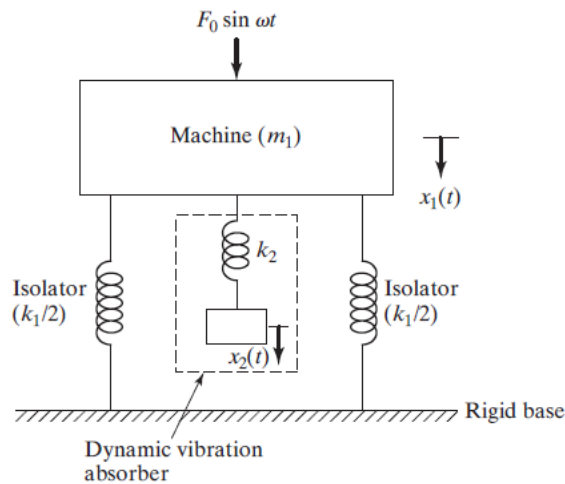 F₀ sin ωt
Machine (m₁)
x₁(t)
k₂
Isolator
(k₁/2)
Isolator
(k₁/2)
x₂(t)
Rigid base
Dynamic vibration
absorber